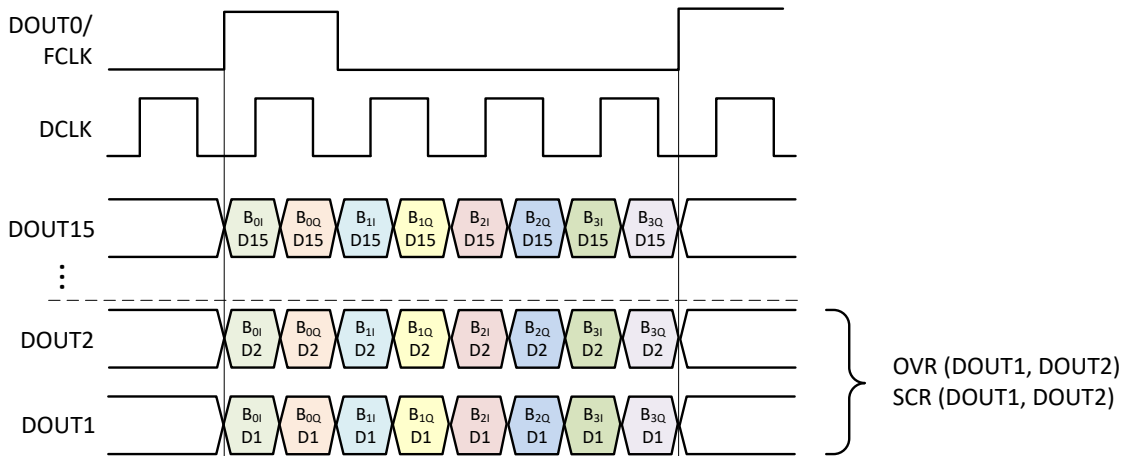 DOUT0/
FCLK
DCLK
DOUT15
B0I B0Q B1I B1Q B2I B2Q B3I B3Q
D15 D15 D15 D15 D15 D15 D15 D15
⋮
DOUT2
B0I B0Q B1I B1Q B2I B2Q B3I B3Q
D2 D2 D2 D2 D2 D2 D2 D2
OVR (DOUT1, DOUT2)
SCR (DOUT1, DOUT2)
DOUT1
B0I B0Q B1I B1Q B2I B2Q B3I B3Q
D1 D1 D1 D1 D1 D1 D1 D1